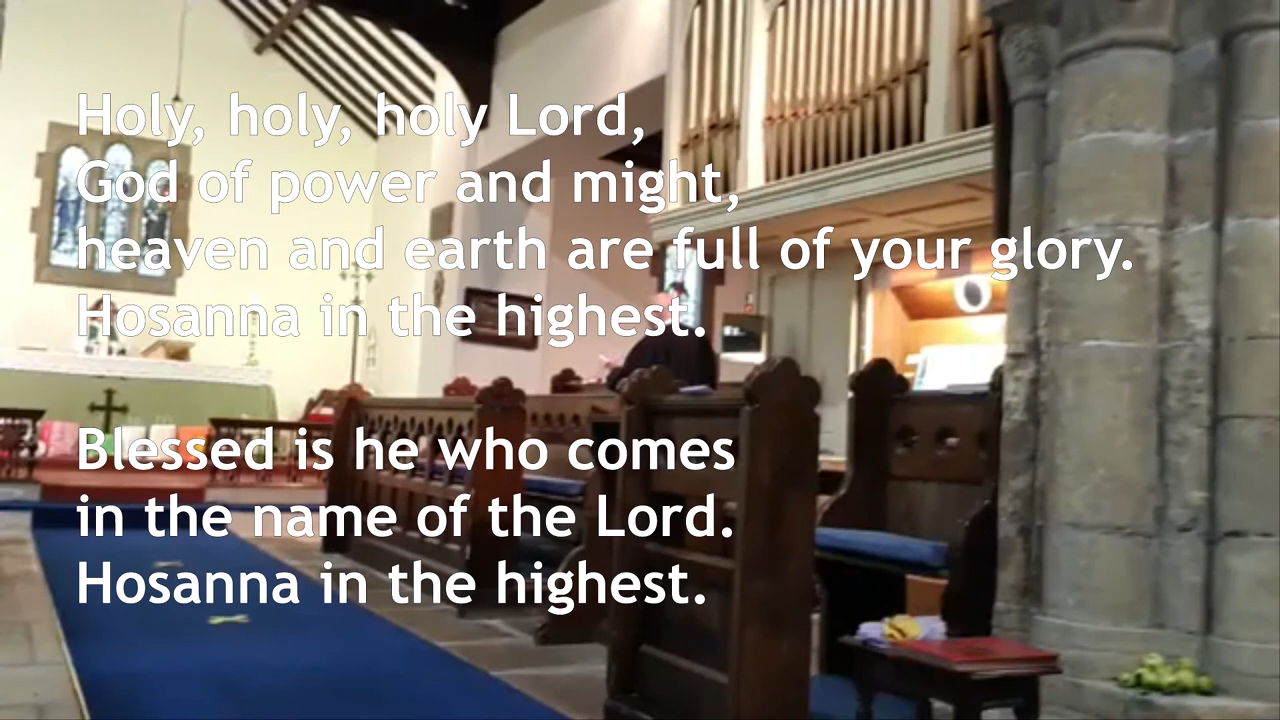 Holy, holy, holy Lord,
God of power and might,
heaven and earth are full of your glory.
Hosanna in the highest.
Blessed is he who comes
in the name of the Lord.
Hosanna in the highest.